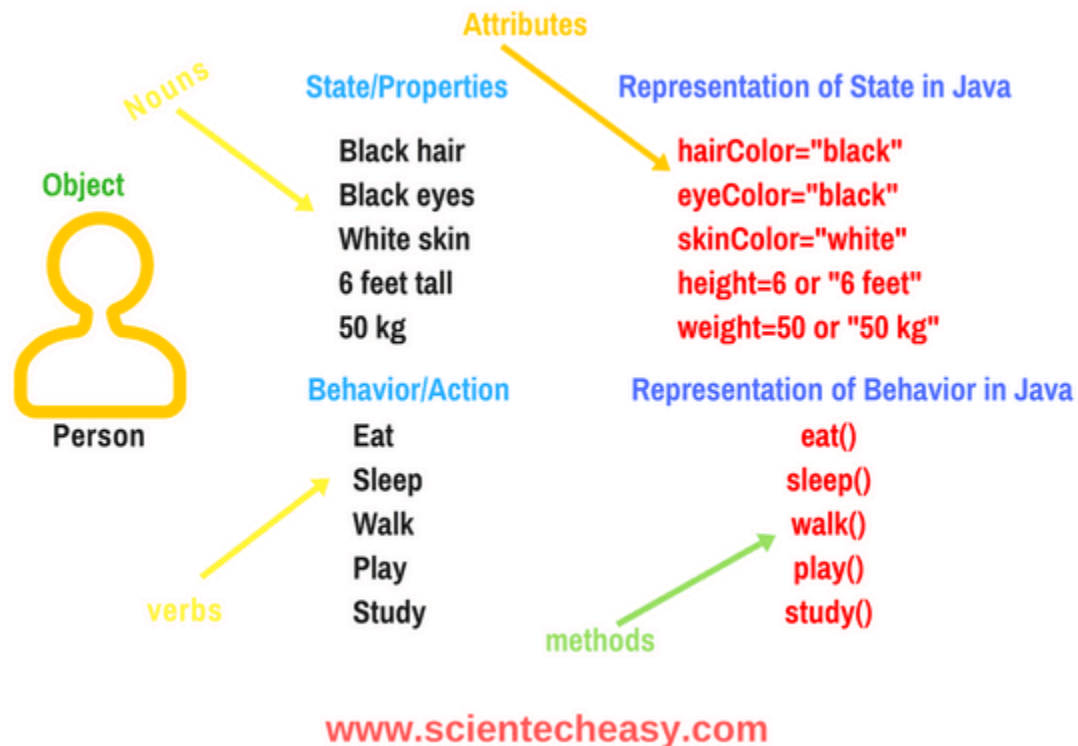 Attributes
Nouns
State/Properties
Representation of State in Java
Black hair
hairColor="black"
Object
Black eyes
eyeColor="black"
White skin
skinColor="white"
6 feet tall
height=6 or "6 feet"
50 kg
weight=50 or "50 kg"
Person
Behavior/Action
Representation of Behavior in Java
Eat
eat()
Sleep
sleep()
Walk
walk()
Play
play()
verbs
Study
study()
methods
www.scientecheasy.com